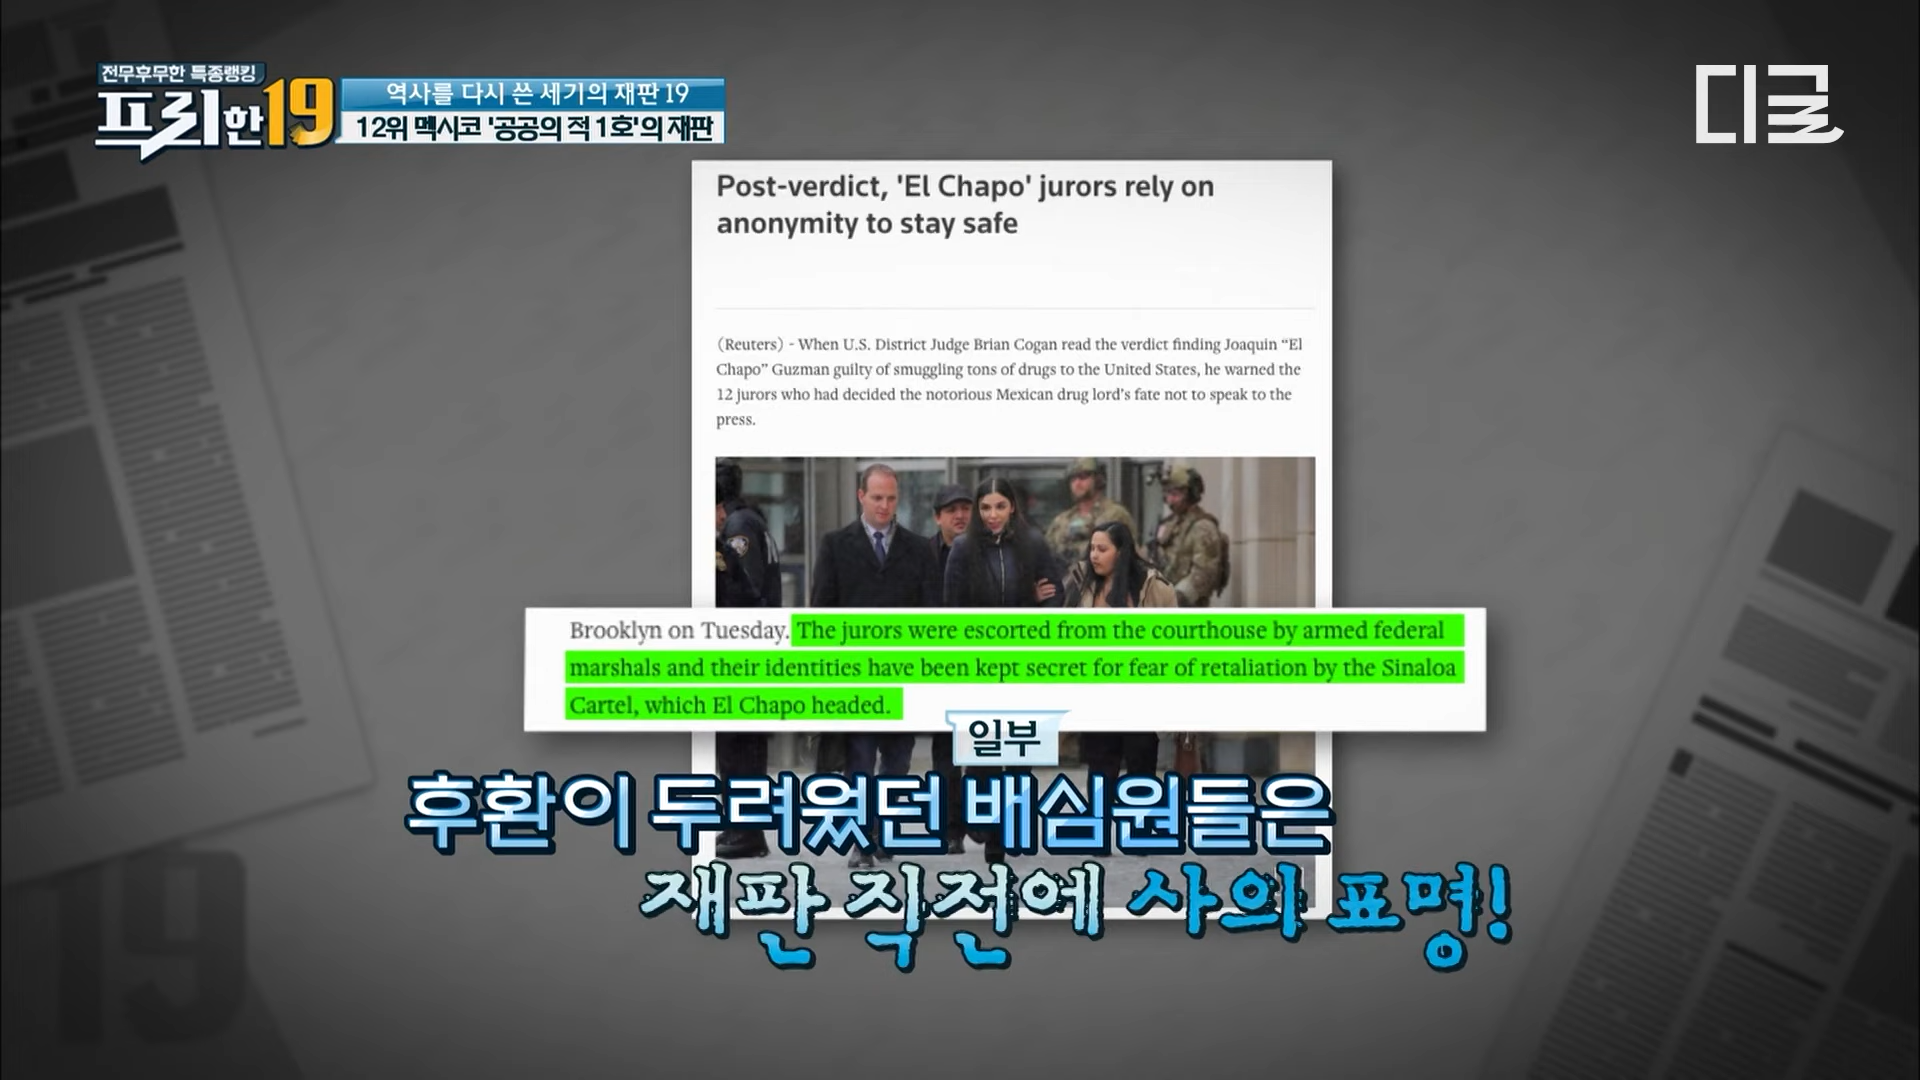 전무후무한 특종랭킹
프리한19
역사를 다시 쓴 세기의 재판 19
12위 멕시코 '공공의 적 1호'의 재판
디글
Post-verdict, 'El Chapo' jurors rely on
anonymity to stay safe
(Reuters) - When U.S. District Judge Brian Cogan read the verdict finding Joaquin “El
Chapo” Guzman guilty of smuggling tons of drugs to the United States, he warned the
12 jurors who had decided the notorious Mexican drug lord’s fate not to speak to the
press.
Brooklyn on Tuesday. The jurors were escorted from the courthouse by armed federal
marshals and their identities have been kept secret for fear of retaliation by the Sinaloa
Cartel, which El Chapo headed.
일부
후환이 두려웠던 배심원들은
재판 직전에 사의 표명!
19